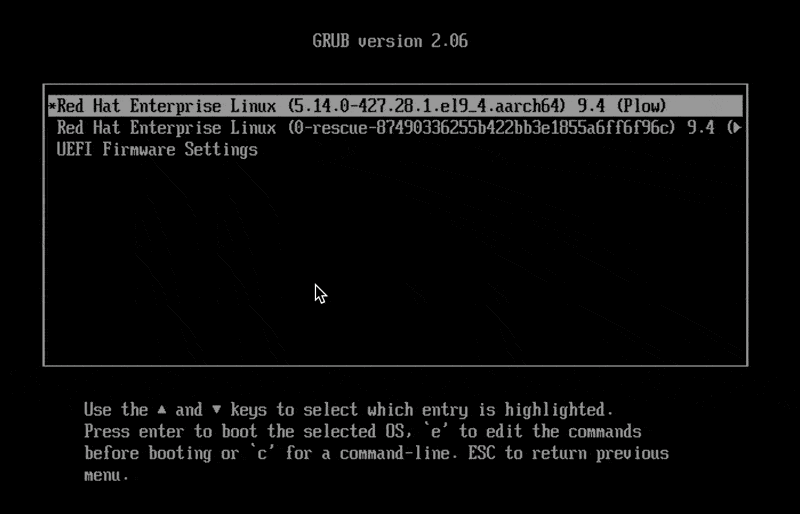 GRUB version 2.06
*Red Hat Enterprise Linux (5.14.0-427.28.1.el9_4.aarch64) 9.4 (Plow)
Red Hat Enterprise Linux (0-rescue-87490336255b422bb3e1855a6ff6f96c) 9.4 (▶
UEFI Firmware Settings
Use the ▲ and ▼ keys to select which entry is highlighted.
Press enter to boot the selected OS, `e' to edit the commands
before booting or `c' for a command-line. ESC to return previous
menu.